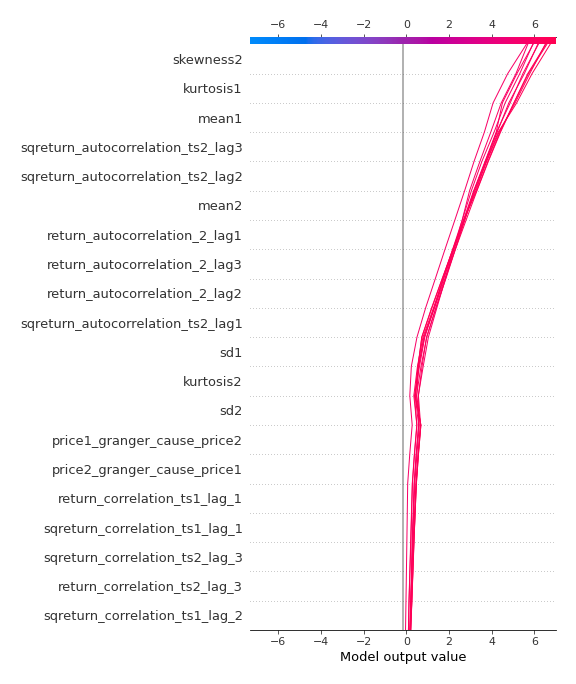 −6 −4 −2 0 2 4 6
skewness2
kurtosis1
mean1
sqreturn_autocorrelation_ts2_lag3
sqreturn_autocorrelation_ts2_lag2
mean2
return_autocorrelation_2_lag1
return_autocorrelation_2_lag3
return_autocorrelation_2_lag2
sqreturn_autocorrelation_ts2_lag1
sd1
kurtosis2
sd2
price1_granger_cause_price2
price2_granger_cause_price1
return_correlation_ts1_lag_1
sqreturn_correlation_ts1_lag_1
sqreturn_correlation_ts2_lag_3
return_correlation_ts2_lag_3
sqreturn_correlation_ts1_lag_2
−6 −4 −2 0 2 4 6
Model output value